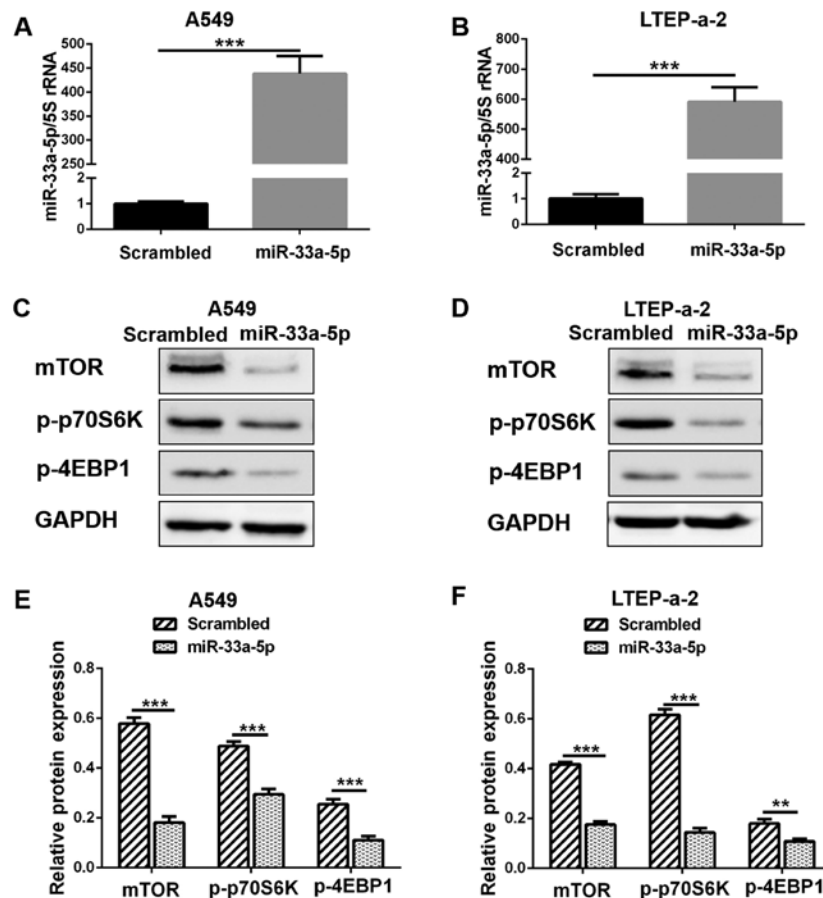 A
A549
miR-33a-5p/5S rRNA
500
450
400
350
300
250
2
1
0
***
Scrambled
miR-33a-5p
B
LTEP-a-2
miR-33a-5p/5S rRNA
800
700
600
500
400
2
1
0
***
Scrambled
miR-33a-5p
C
A549
Scrambled miR-33a-5p
mTOR
p-p70S6K
p-4EBP1
GAPDH
D
LTEP-a-2
Scrambled miR-33a-5p
mTOR
p-p70S6K
p-4EBP1
GAPDH
E
A549
Scrambled
miR-33a-5p
Relative protein expression
0.8
0.6
0.4
0.2
0.0
***
***
***
mTOR p-p70S6K p-4EBP1
F
LTEP-a-2
Scrambled
miR-33a-5p
Relative protein expression
0.8
0.6
0.4
0.2
0.0
***
***
**
mTOR p-p70S6K p-4EBP1